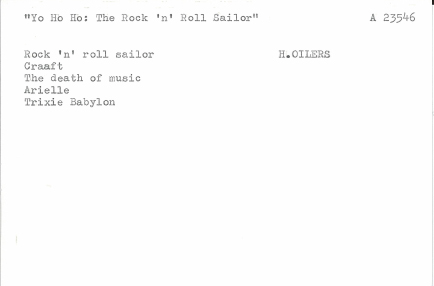 "Yo Ho Ho: The Rock 'n' Roll Sailor" A 23546
Rock 'n' roll sailor H.OILERS
Craaft
The death of music
Arielle
Trixie Babylon